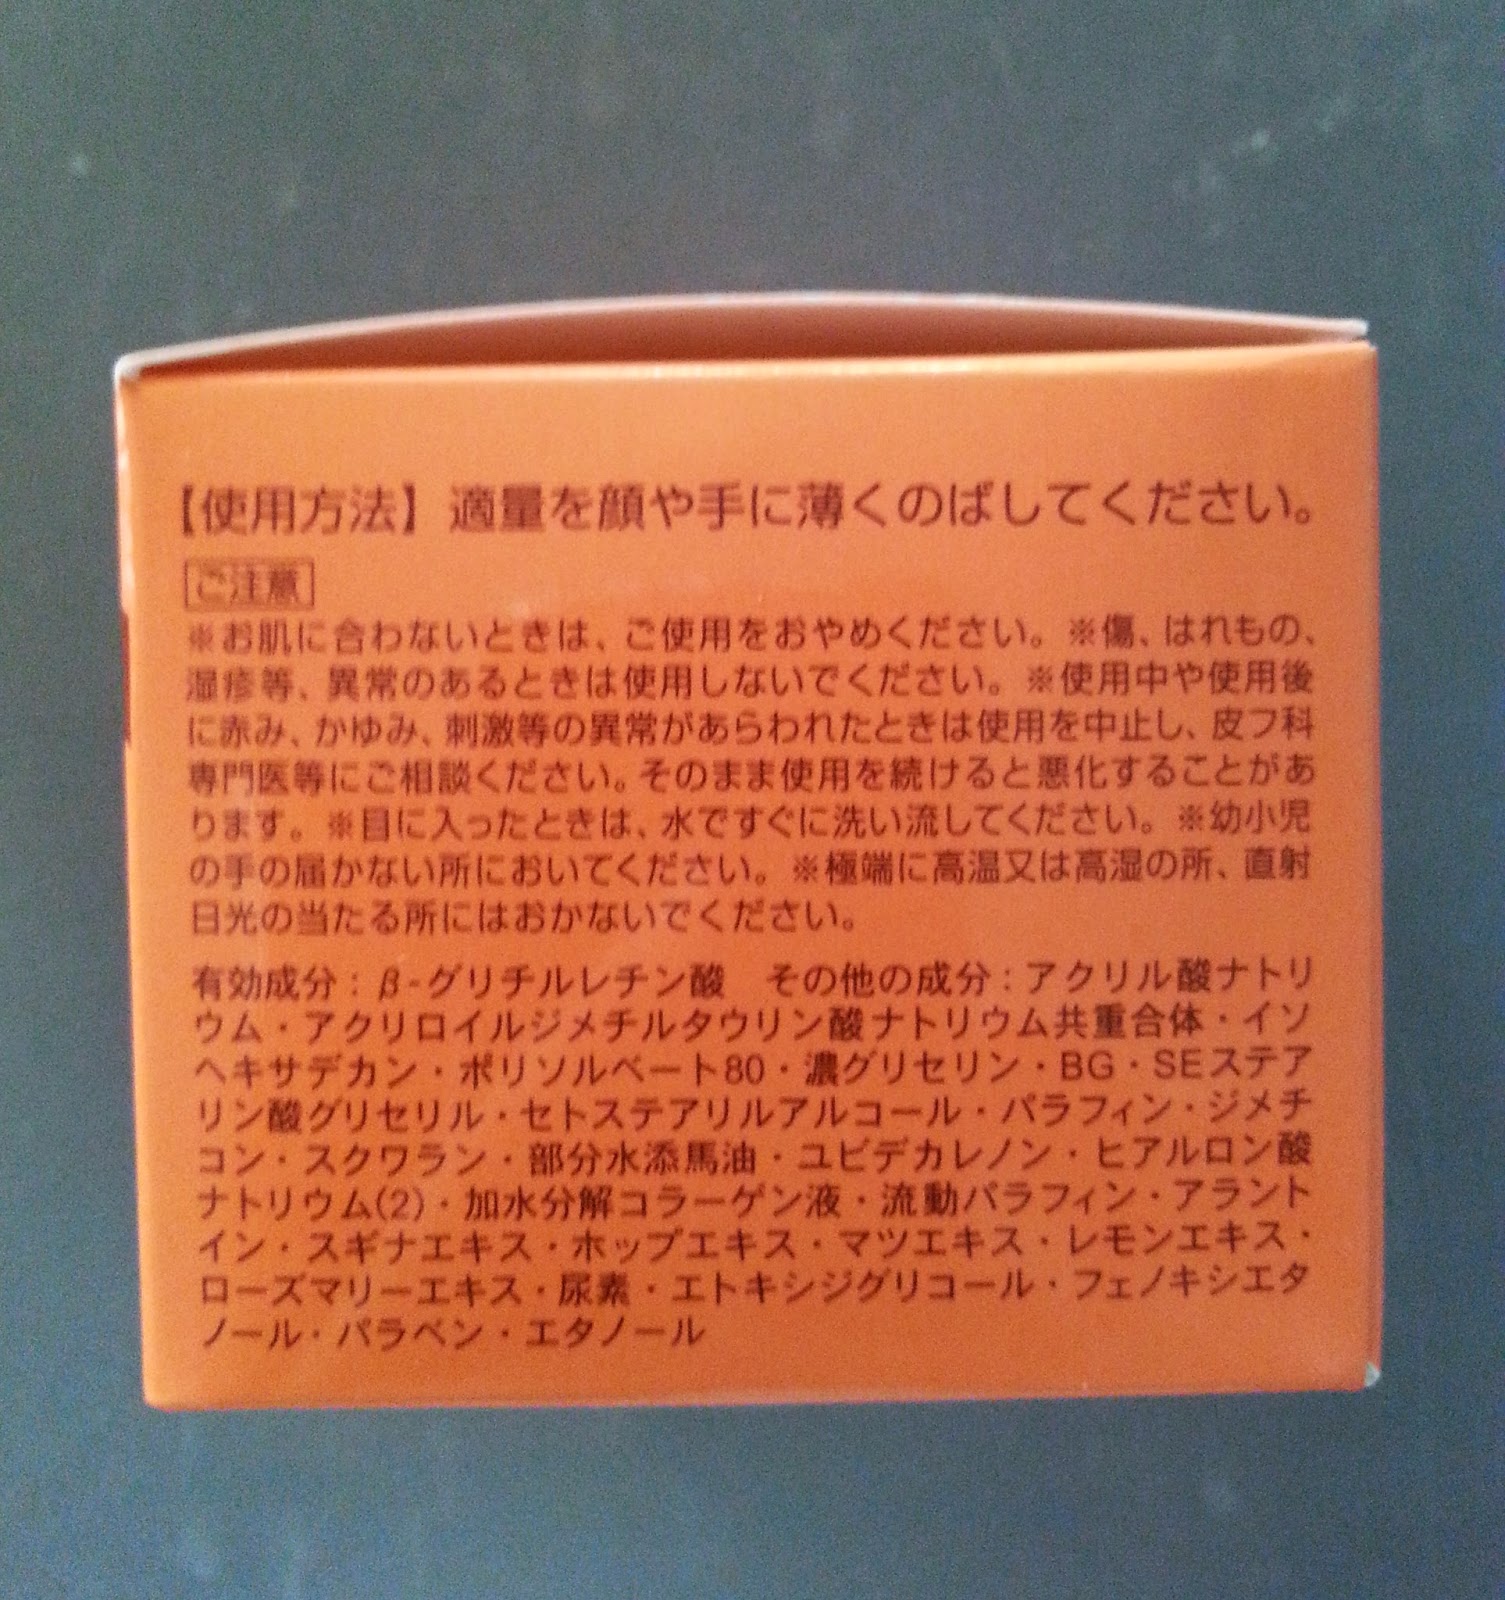 【使用方法】適量を顔や手に薄くのばしてください。
ご注意
※お肌に合わないときは、ご使用をおやめください。※傷、はれもの、
湿疹等、異常のあるときは使用しないでください。※使用中や使用後
に赤み、かゆみ、刺激等の異常があらわれたときは使用を中止し、皮フ科
専門医等にご相談ください。そのまま使用を続けると悪化することがあ
ります。※目に入ったときは、水ですぐに洗い流してください。※幼小児
の手の届かない所においてください。※極端に高温又は高湿の所、直射
日光の当たる所にはおかないでください。
有効成分：β-グリチルレチン酸　その他の成分：アクリル酸ナトリ
ウム・アクリロイルジメチルタウリン酸ナトリウム共重合体・イソ
ヘキサデカン・ポリソルベート80・濃グリセリン・BG・SEステア
リン酸グリセリル・セトステアリルアルコール・パラフィン・ジメチ
コン・スクワラン・部分水添馬油・ユビデカレノン・ヒアルロン酸
ナトリウム(2)・加水分解コラーゲン液・流動パラフィン・アラント
イン・スギナエキス・ホップエキス・マツエキス・レモンエキス・
ローズマリーエキス・尿素・エトキシジグリコール・フェノキシエタ
ノール・パラベン・エタノール